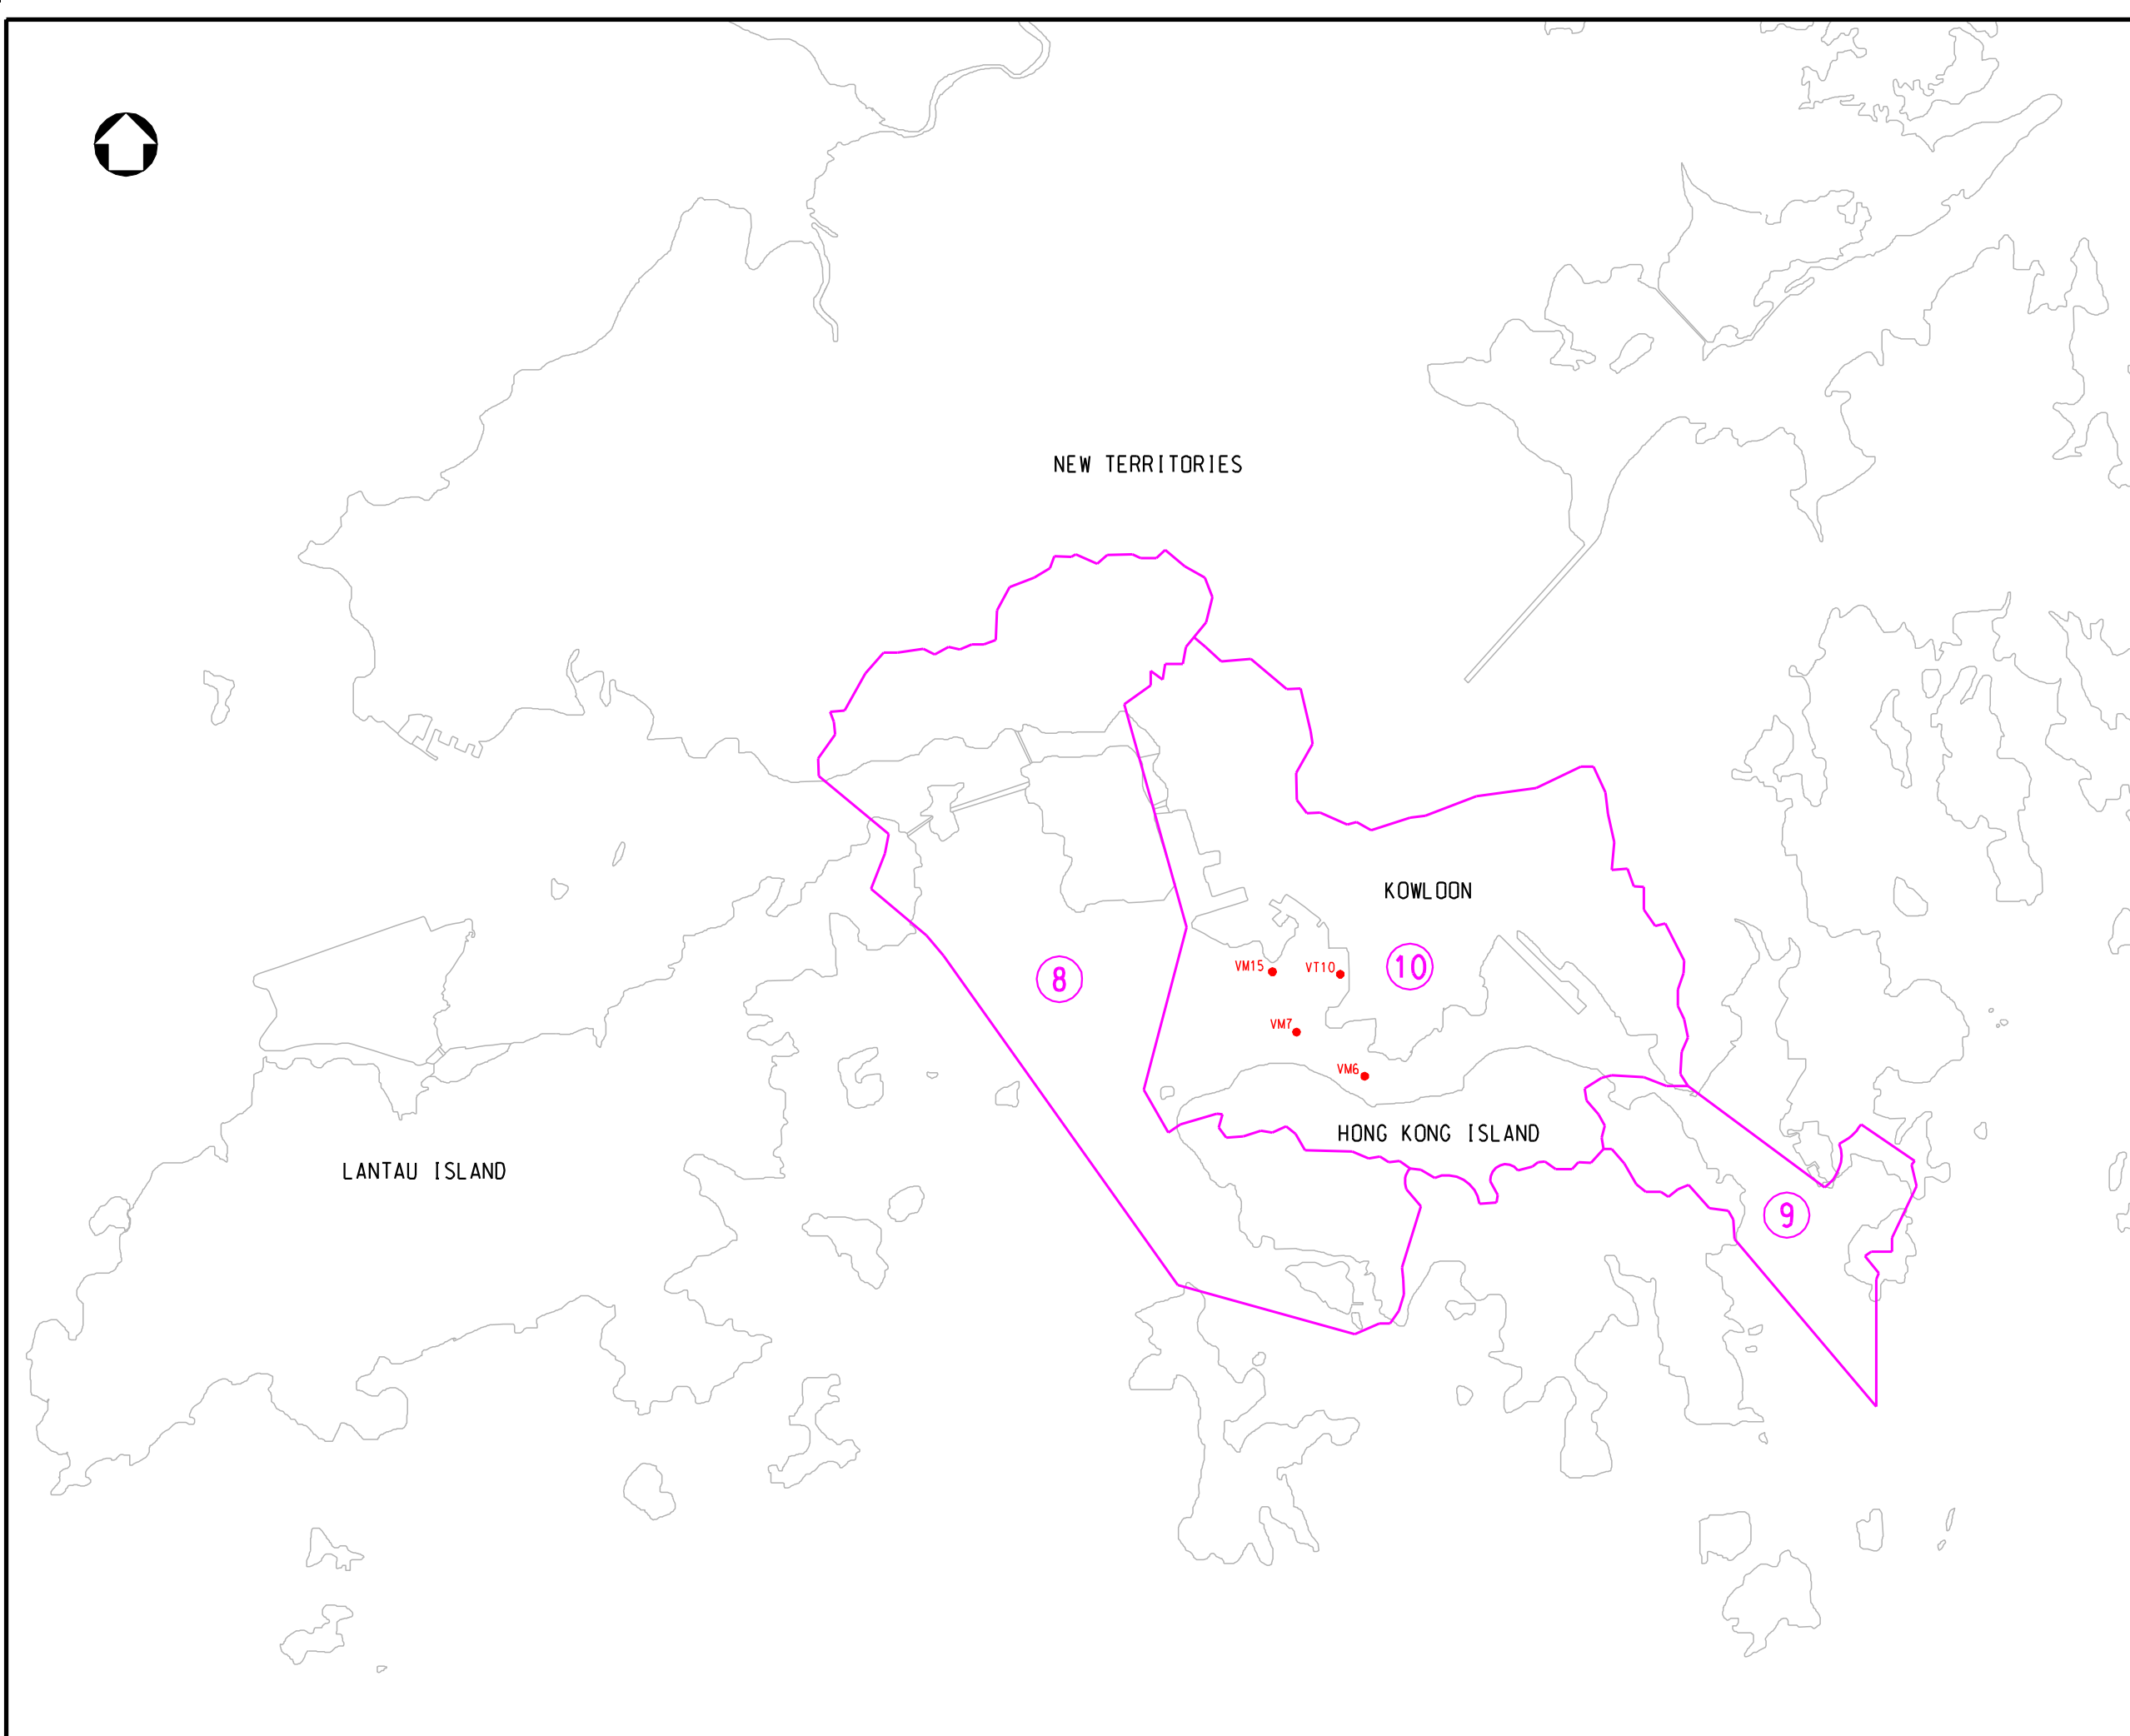 NEW TERRITORIES
KOWLOON
VM15
VT10
10
8
VM7
VM6
HONG KONG ISLAND
LANTAU ISLAND
9